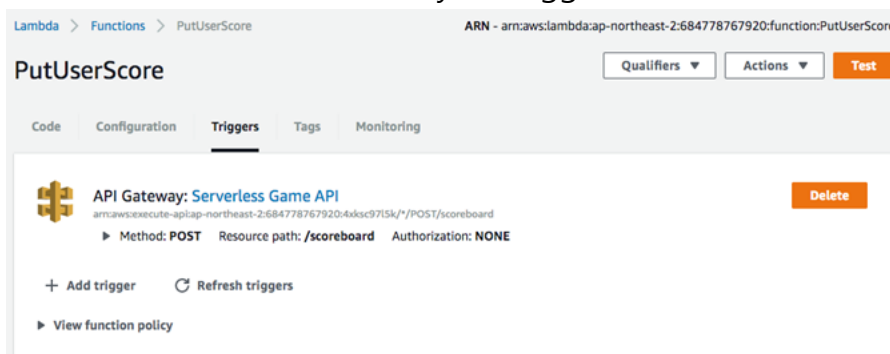 Lambda > Functions > PutUserScore ARN - arn:aws:lambda:ap-northeast-2:684778767920:function:PutUserScore
PutUserScore Qualifiers ▼ Actions ▼ Test
Code Configuration Triggers Tags Monitoring
API Gateway: Serverless Game API Delete
arn:aws:execute-api:ap-northeast-2:684778767920:4xksc97l5k/*/POST/scoreboard
▶ Method: POST Resource path: /scoreboard Authorization: NONE
+ Add trigger Refresh triggers
▶ View function policy